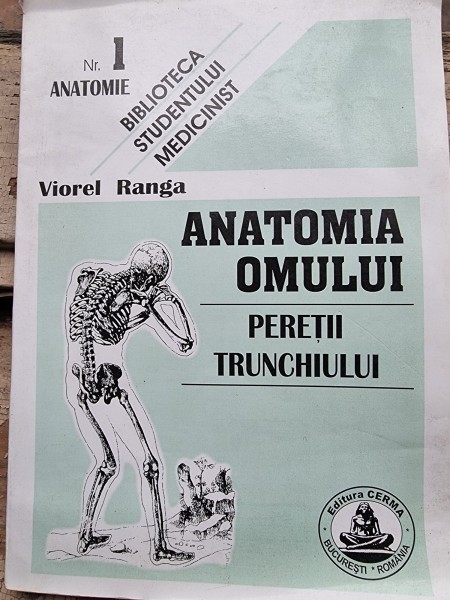 Nr. 1
ANATOMIE
BIBLIOTECA
STUDENTULUI
MEDICINIST
Viorel Ranga
ANATOMIA
OMULUI
PEREȚII
TRUNCHIULUI
Editura CERMA
BUCUREȘTI * ROMÂNIA